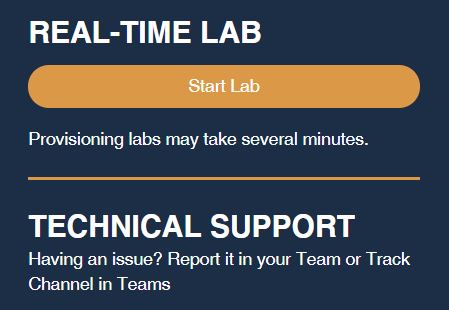 REAL-TIME LAB
Start Lab
Provisioning labs may take several minutes.
TECHNICAL SUPPORT
Having an issue? Report it in your Team or Track
Channel in Teams